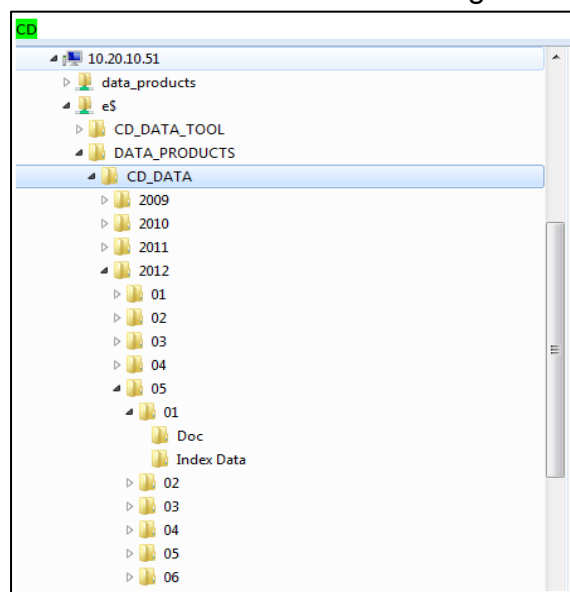 CD
10.20.10.51
data_products
e$
CD_DATA_TOOL
DATA_PRODUCTS
CD_DATA
2009
2010
2011
2012
01
02
03
04
05
01
Doc
Index Data
02
03
04
05
06